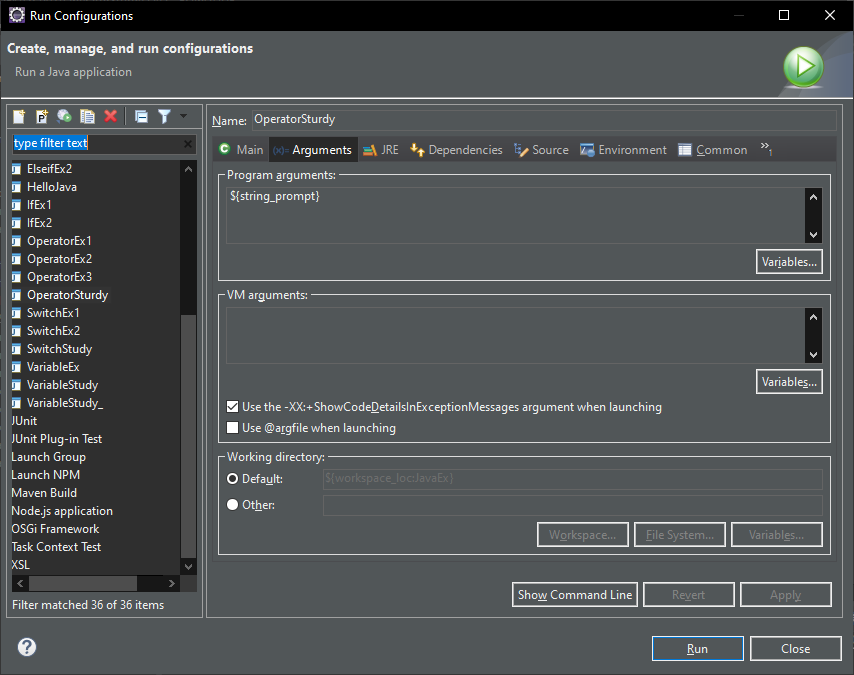 Run Configurations
Create, manage, and run configurations
Run a Java application
type filter text
ElseifEx2
HelloJava
IfEx1
IfEx2
OperatorEx1
OperatorEx2
OperatorEx3
OperatorSturdy
SwitchEx1
SwitchEx2
SwitchStudy
VariableEx
VariableStudy
VariableStudy_
JUnit
JUnit Plug-in Test
Launch Group
Launch NPM
Maven Build
Node.js application
OSGi Framework
Task Context Test
XSL
Filter matched 36 of 36 items
Name: OperatorSturdy
Main (x)= Arguments JRE Dependencies Source Environment Common »1
Program arguments:
${string_prompt}
Variables...
VM arguments:
Variables...
Use the -XX:+ShowCodeDetailsInExceptionMessages argument when launching
Use @argfile when launching
Working directory:
Default: ${workspace_loc:JavaEx}
Other:
Workspace... File System... Variables...
Show Command Line Revert Apply
Run Close